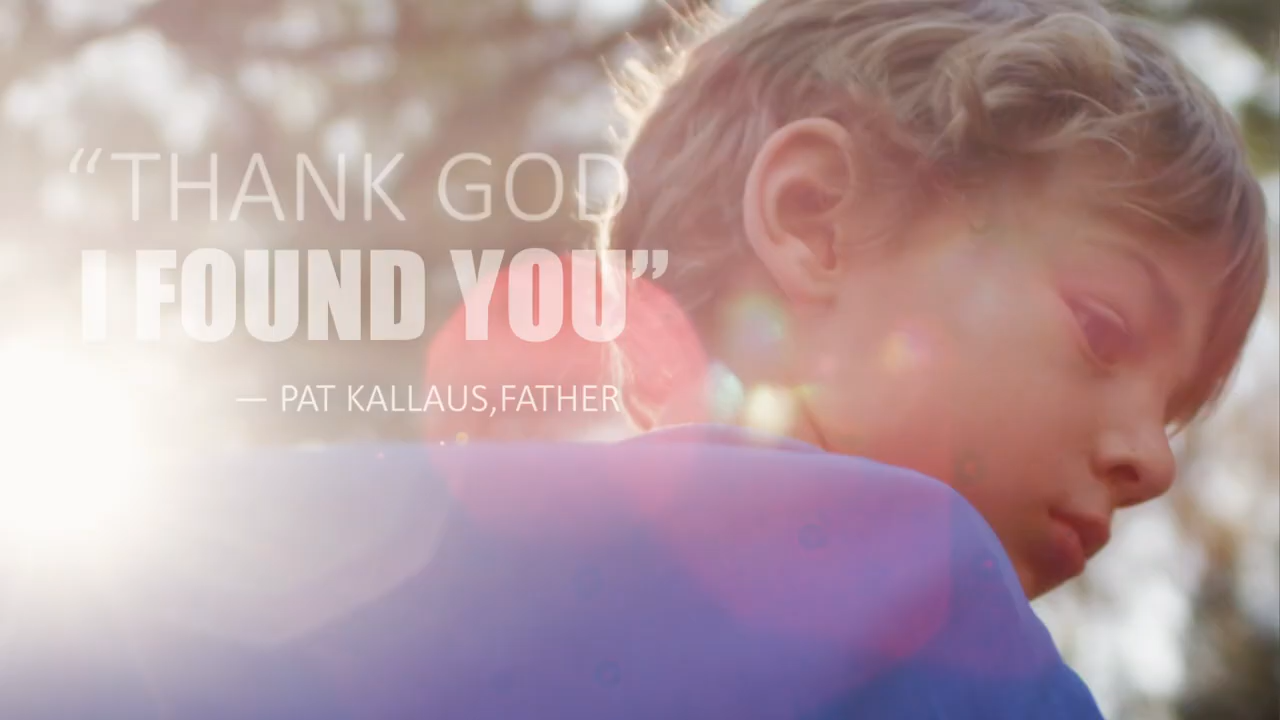 “THANK GOD
I FOUND YOU”
— PAT KALLAUS,FATHER